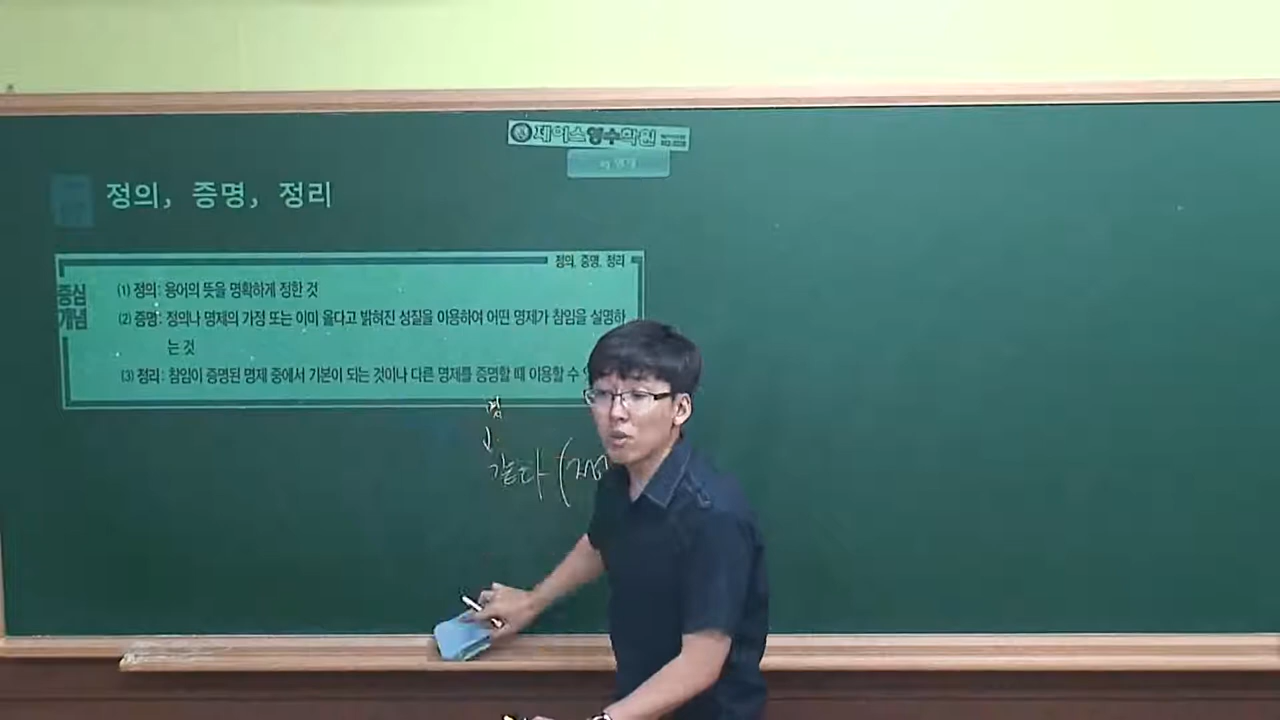 제이스영수학원
정의, 증명, 정리
정의, 증명, 정리
중심
개념
(1) 정의: 용어의 뜻을 명확하게 정한 것
(2) 증명: 정의나 명제의 가정 또는 이미 옳다고 밝혀진 성질을 이용하여 어떤 명제가 참임을 설명하
는 것
(3) 정리: 참임이 증명된 명제 중에서 기본이 되는 것이나 다른 명제를 증명할 때 이용할 수
같다